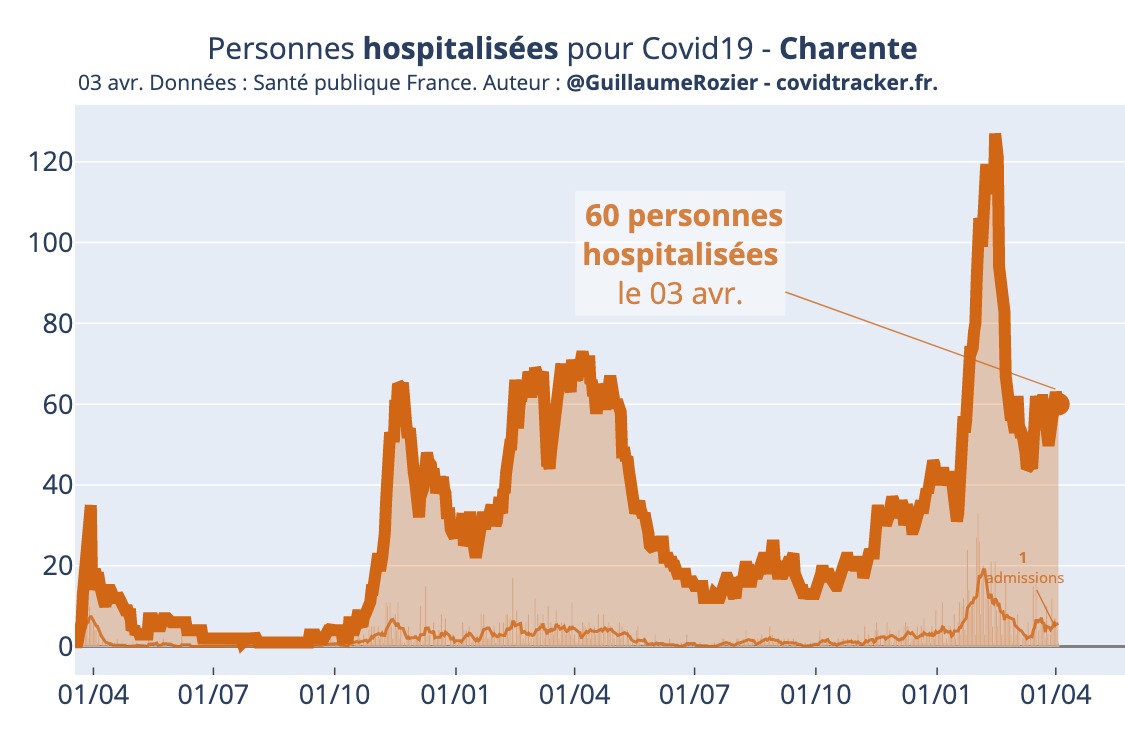 Personnes hospitalisées pour Covid19 - Charente
03 avr. Données : Santé publique France. Auteur : @GuillaumeRozier - covidtracker.fr.
120
100
80
60
40
20
0
60 personnes
hospitalisées
le 03 avr.
1
admissions
01/04 01/07 01/10 01/01 01/04 01/07 01/10 01/01 01/04